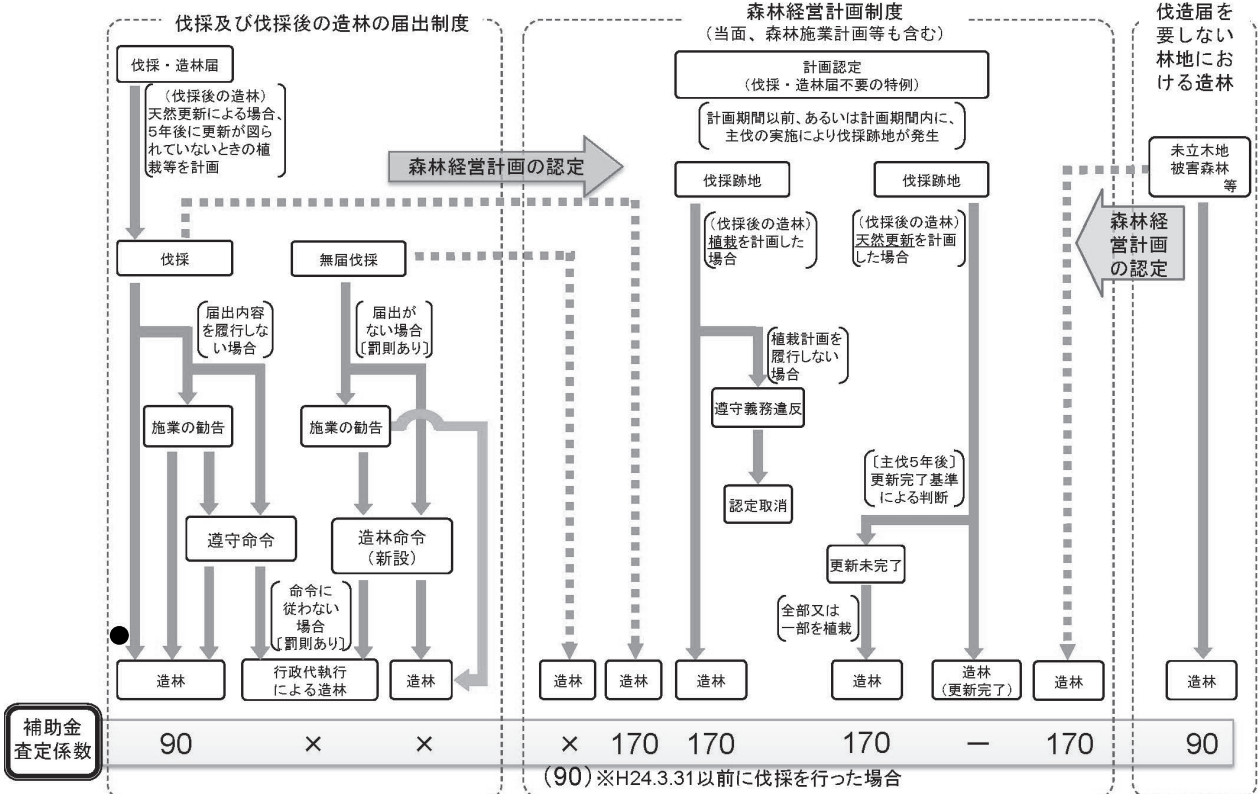 伐採及び伐採後の造林の届出制度
伐採・造林届
(伐採後の造林)
天然更新による場合、
5年後に更新が図ら
れていないときの植
栽等を計画
伐採
無届伐採
届出内容
を履行しな
い場合
届出が
ない場合
〔罰則あり〕
施業の勧告
施業の勧告
遵守命令
造林命令
(新設)
命令に
従わない
場合
〔罰則あり〕
造林
行政代執行
による造林
造林
森林経営計画の認定
森林経営計画制度
(当面、森林施業計画等も含む)
計画認定
(伐採・造林届不要の特例)
計画期間以前、あるいは計画期間内に、
主伐の実施により伐採跡地が発生
伐採跡地
伐採跡地
(伐採後の造林)
植栽を計画した
場合
(伐採後の造林)
天然更新を計画
した場合
植栽計画を
履行しない
場合
遵守義務違反
認定取消
〔主伐5年後〕
更新完了基準
による判断
更新未完了
全部又は
一部を植栽
造林
造林
造林
造林
造林
(更新完了)
造林
伐造届を
要しない
林地にお
ける造林
未立木地
被害森林
等
森林経
営計画
の認定
造林
補助金
査定係数
90 × × × 170 170 170 － 170 90
(90)※H24.3.31以前に伐採を行った場合